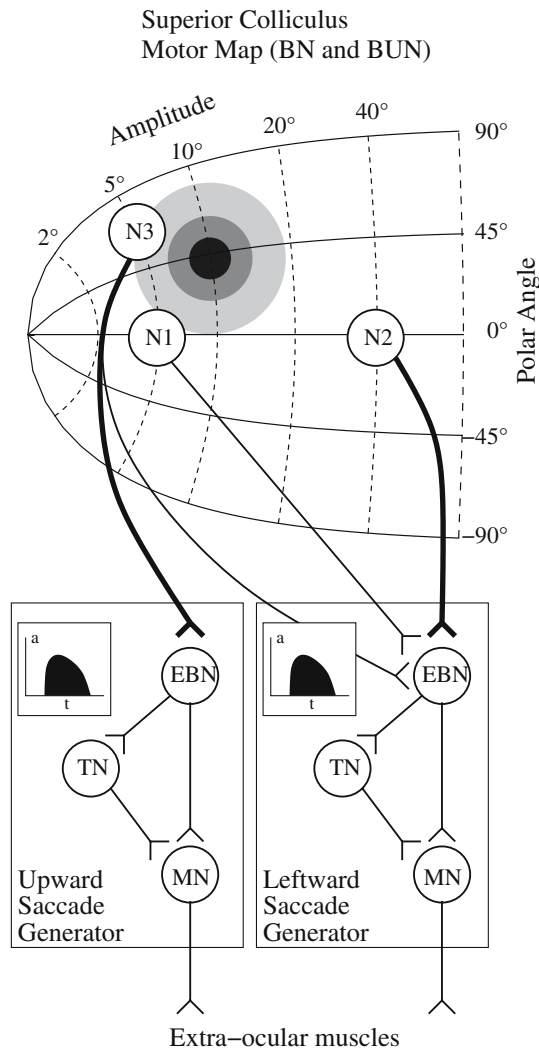 Superior Colliculus
Motor Map (BN and BUN)
Amplitude
2°
5°
10°
20°
40°
90°
45°
0°
−45°
−90°
Polar Angle
N3
N1
N2
a
t
EBN
TN
MN
Upward
Saccade
Generator
a
t
EBN
TN
MN
Leftward
Saccade
Generator
Extra−ocular muscles